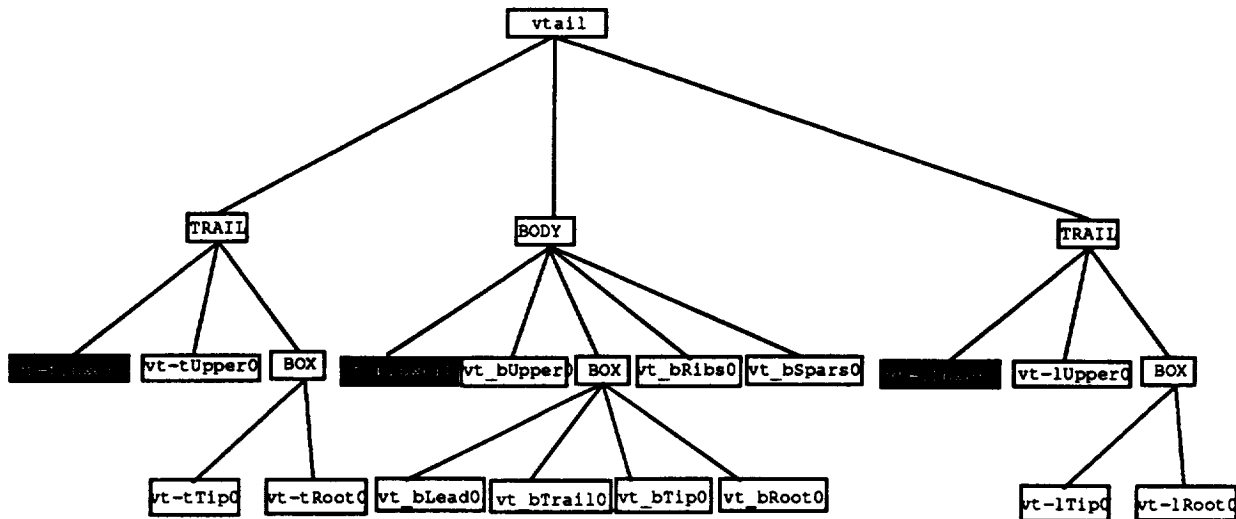 vtail
TRAIL
BODY
TRAIL
vt-tUpper0
BOX
vt_bUpper0
BOX
vt_bRibs0
vt_bSpars0
vt-lUpper0
BOX
vt-tTip0
vt-tRoot0
vt_bLead0
vt_bTrail0
vt_bTip0
vt_bRoot0
vt-lTip0
vt-lRoot0